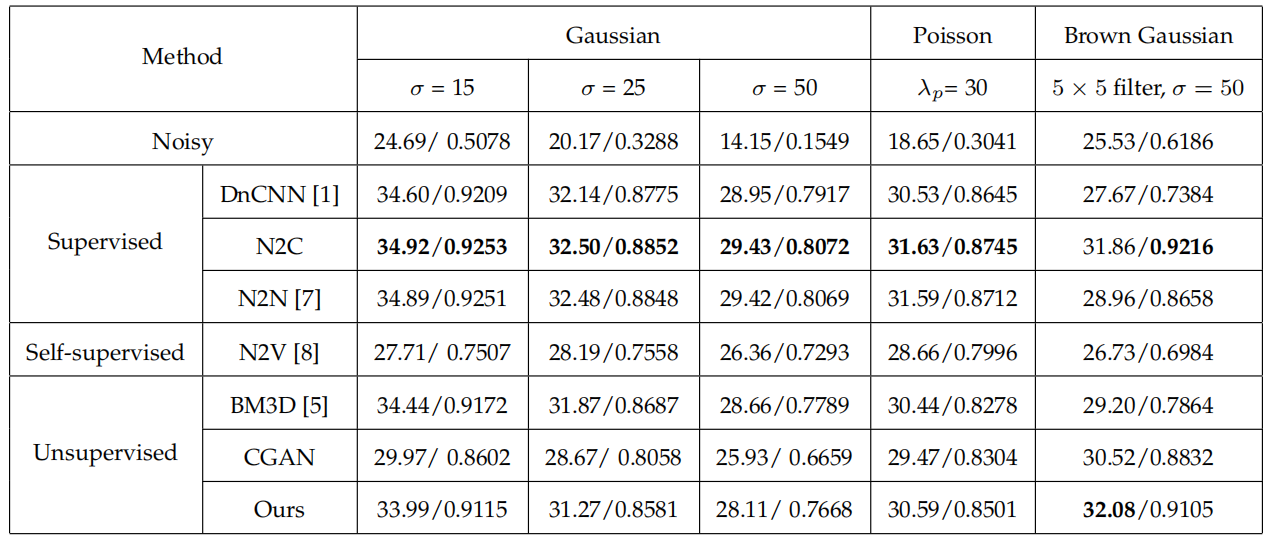 Method Gaussian Poisson Brown Gaussian
σ = 15 σ = 25 σ = 50 λp= 30 5 × 5 filter, σ = 50
Noisy 24.69/ 0.5078 20.17/0.3288 14.15/0.1549 18.65/0.3041 25.53/0.6186
Supervised DnCNN [1] 34.60/0.9209 32.14/0.8775 28.95/0.7917 30.53/0.8645 27.67/0.7384
N2C 34.92/0.9253 32.50/0.8852 29.43/0.8072 31.63/0.8745 31.86/0.9216
N2N [7] 34.89/0.9251 32.48/0.8848 29.42/0.8069 31.59/0.8712 28.96/0.8658
Self-supervised N2V [8] 27.71/ 0.7507 28.19/0.7558 26.36/0.7293 28.66/0.7996 26.73/0.6984
Unsupervised BM3D [5] 34.44/0.9172 31.87/0.8687 28.66/0.7789 30.44/0.8278 29.20/0.7864
CGAN 29.97/ 0.8602 28.67/ 0.8058 25.93/ 0.6659 29.47/0.8304 30.52/0.8832
Ours 33.99/0.9115 31.27/0.8581 28.11/ 0.7668 30.59/0.8501 32.08/0.9105